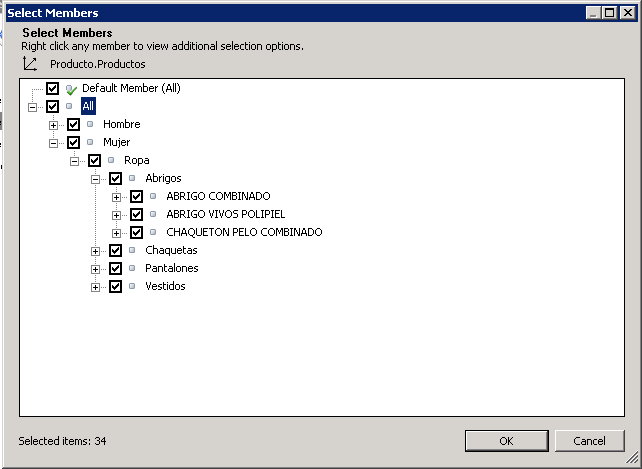 Select Members
Select Members
Right click any member to view additional selection options.
Producto.Productos
Default Member (All)
All
Hombre
Mujer
Ropa
Abrigos
ABRIGO COMBINADO
ABRIGO VIVOS POLIPIEL
CHAQUETON PELO COMBINADO
Chaquetas
Pantalones
Vestidos
Selected items: 34
OK
Cancel